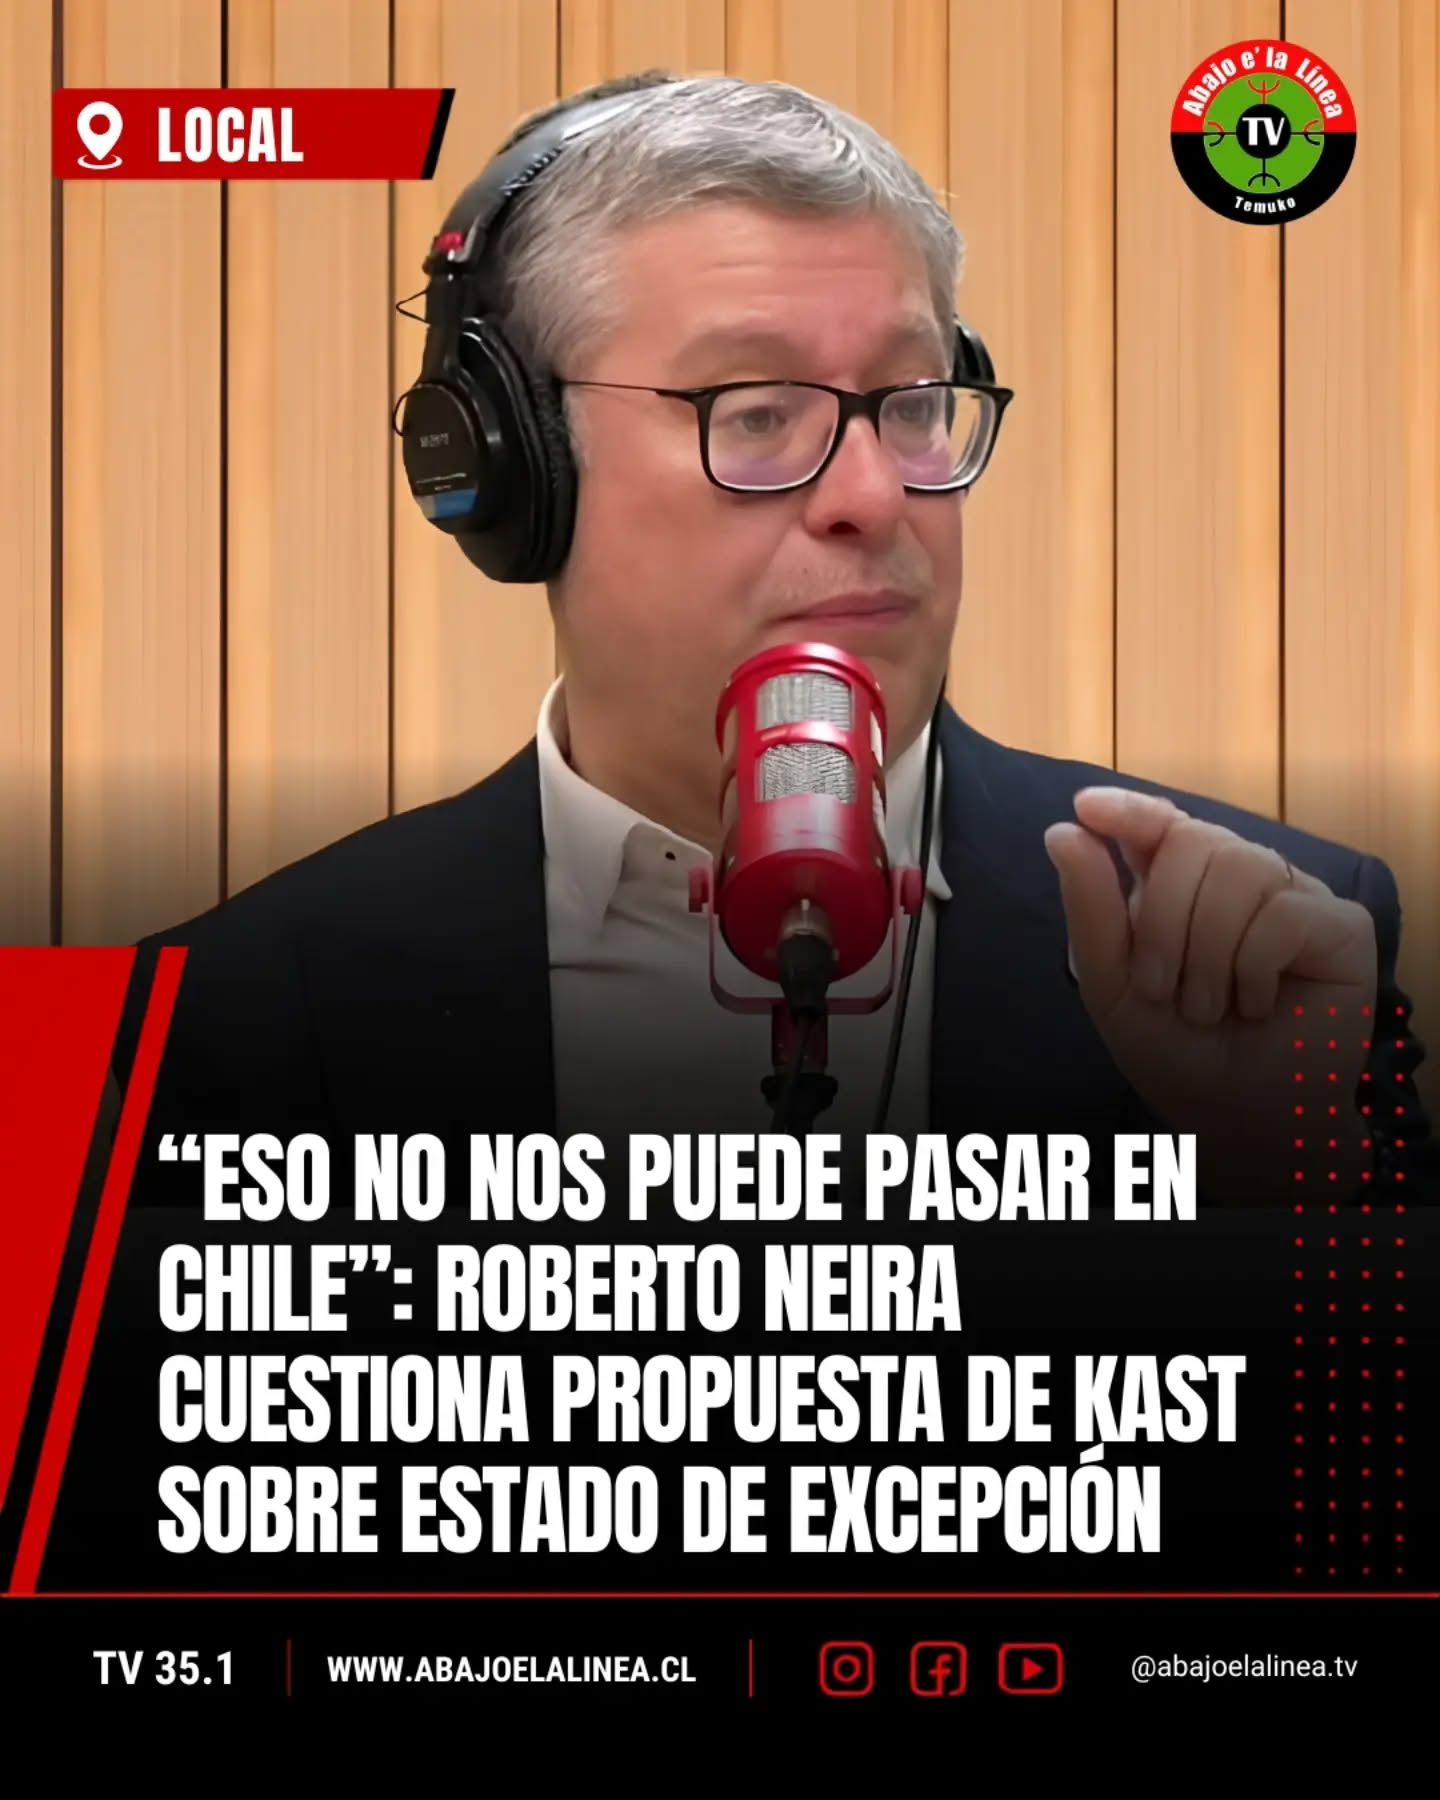 LOCAL
Abajo e' la Línea
TV
Temuko
“ESO NO NOS PUEDE PASAR EN
CHILE”: ROBERTO NEIRA
CUESTIONA PROPUESTA DE KAST
SOBRE ESTADO DE EXCEPCIÓN
TV 35.1
WWW.ABAJOELALINEA.CL
@abajoelalinea.tv